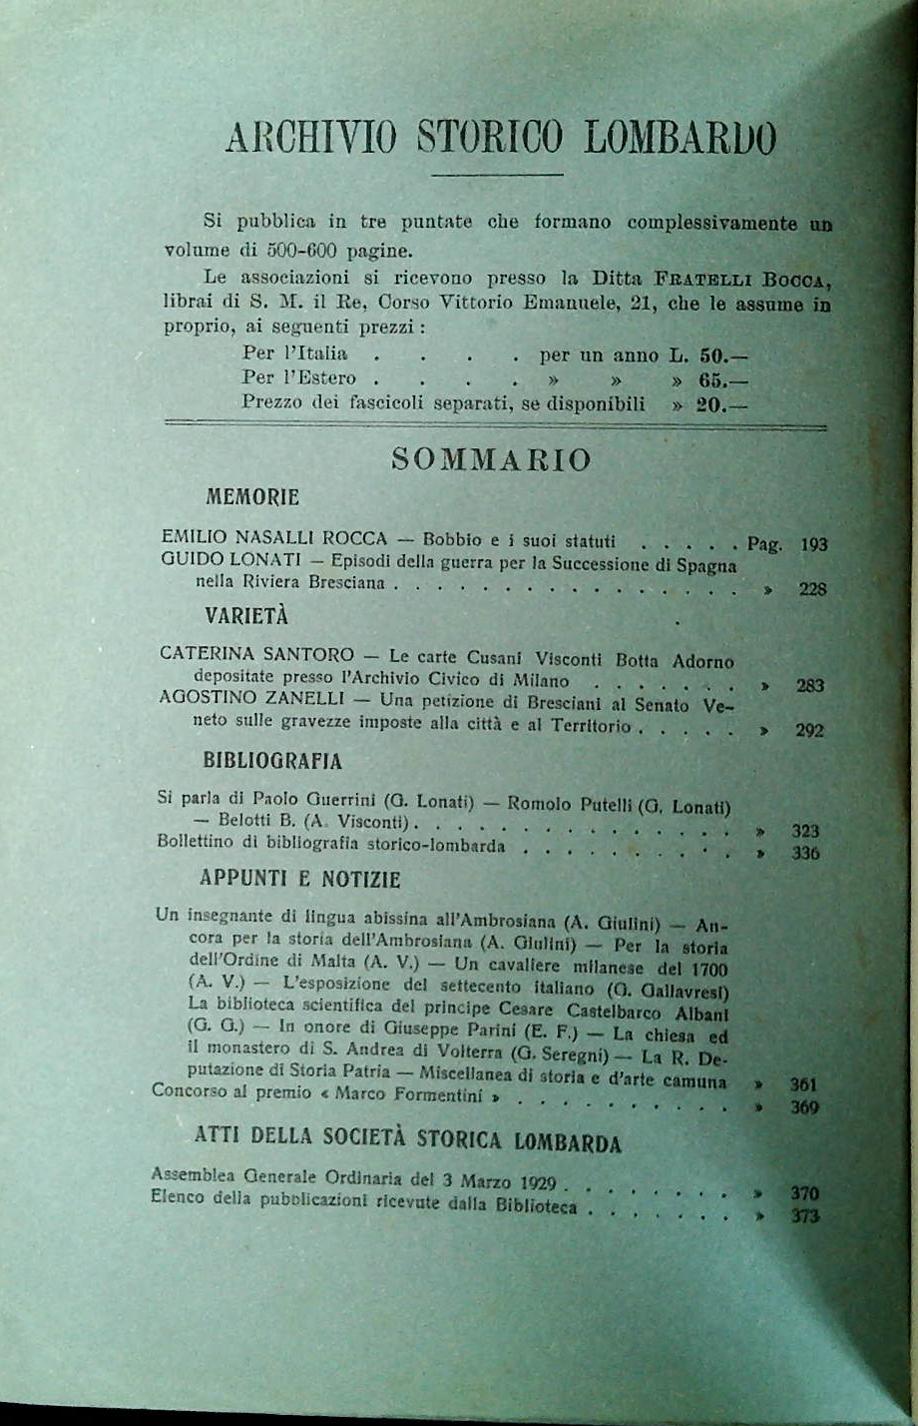 ARCHIVIO STORICO LOMBARDO
Si pubblica in tre puntate che formano complessivamente un
volume di 500-600 pagine.
Le associazioni si ricevono presso la Ditta FRATELLI BOCCA,
librai di S. M. il Re, Corso Vittorio Emanuele, 21, che le assume in
proprio, ai seguenti prezzi :
Per l'Italia . . . . per un anno L. 50.—
Per l'Estero . . . . » » » 65.—
Prezzo dei fascicoli separati, se disponibili » 20.—
SOMMARIO
MEMORIE
EMILIO NASALLI ROCCA — Bobbio e i suoi statuti . . . . . Pag. 193
GUIDO LONATI — Episodi della guerra per la Successione di Spagna
nella Riviera Bresciana . . . . . . . . . . . . . . . . » 228
VARIETÀ
CATERINA SANTORO — Le carte Cusani Visconti Botta Adorno
depositate presso l'Archivio Civico di Milano . . . . . . . » 283
AGOSTINO ZANELLI — Una petizione di Bresciani al Senato Ve-
neto sulle gravezze imposte alla città e al Territorio . . . . . » 292
BIBLIOGRAFIA
Si parla di Paolo Guerrini (G. Lonati) — Romolo Putelli (G. Lonati)
— Belotti B. (A. Visconti) . . . . . . . . . . . . . . . » 323
Bollettino di bibliografia storico-lombarda . . . . . . . . . . » 336
APPUNTI E NOTIZIE
Un insegnante di lingua abissina all'Ambrosiana (A. Giulini) — An-
cora per la storia dell'Ambrosiana (A. Giulini) — Per la storia
dell'Ordine di Malta (A. V.) — Un cavaliere milanese del 1700
(A. V.) — L'esposizione del settecento italiano (G. Gallavresi)
La biblioteca scientifica del principe Cesare Castelbarco Albani
(G. G.) — In onore di Giuseppe Parini (E. F.) — La chiesa ed
il monastero di S. Andrea di Volterra (G. Seregni) — La R. De-
putazione di Storia Patria — Miscellanea di storia e d'arte camuna » 361
Concorso al premio « Marco Formentini » . . . . . . . . . . » 369
ATTI DELLA SOCIETÀ STORICA LOMBARDA
Assemblea Generale Ordinaria del 3 Marzo 1929 . . . . . . . . » 370
Elenco della pubblicazioni ricevute dalla Biblioteca . . . . . . . » 373